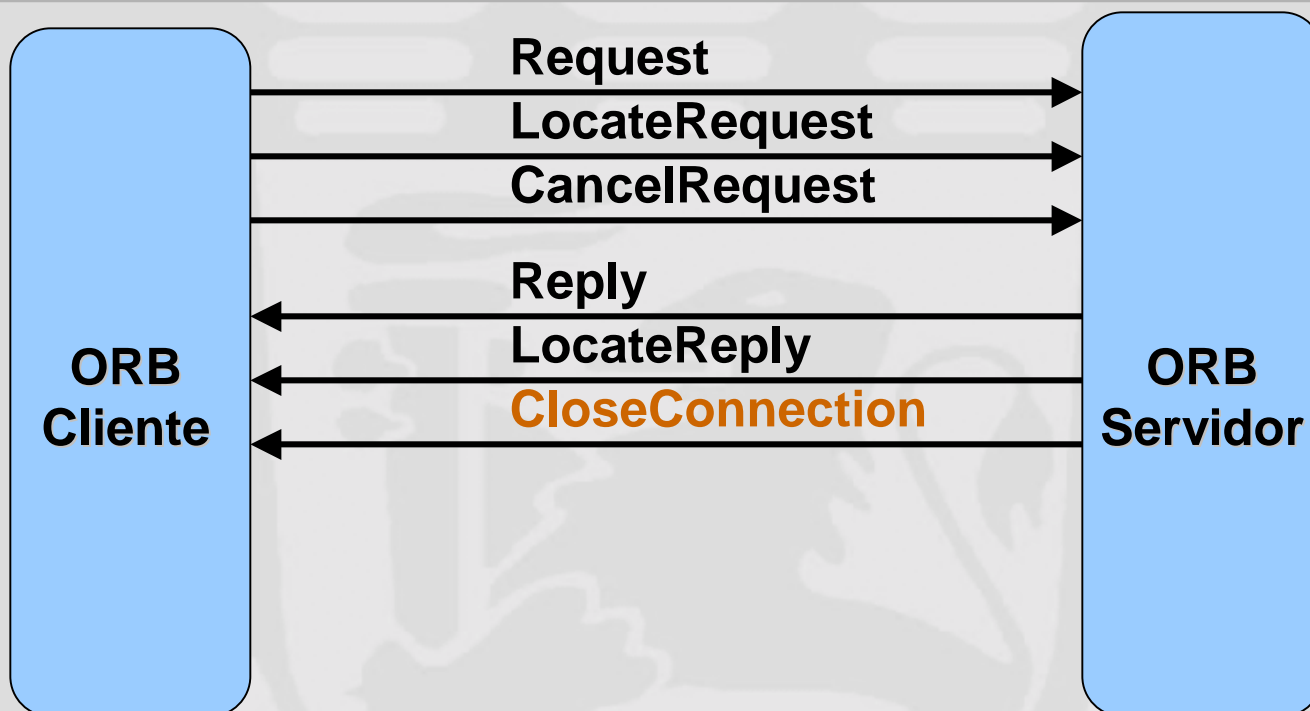 Request
LocateRequest
CancelRequest
Reply
LocateReply
CloseConnection
ORB
Cliente
ORB
Servidor